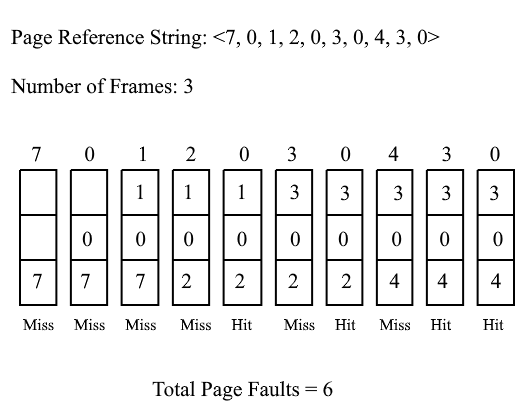 Page Reference String: <7, 0, 1, 2, 0, 3, 0, 4, 3, 0>
Number of Frames: 3
7 0 1 2 0 3 0 4 3 0
1 1 1 3 3 3 3 3
0 0 0 0 0 0 0 0 0
7 7 7 2 2 2 2 4 4 4
Miss Miss Miss Miss Hit Miss Hit Miss Hit Hit
Total Page Faults = 6